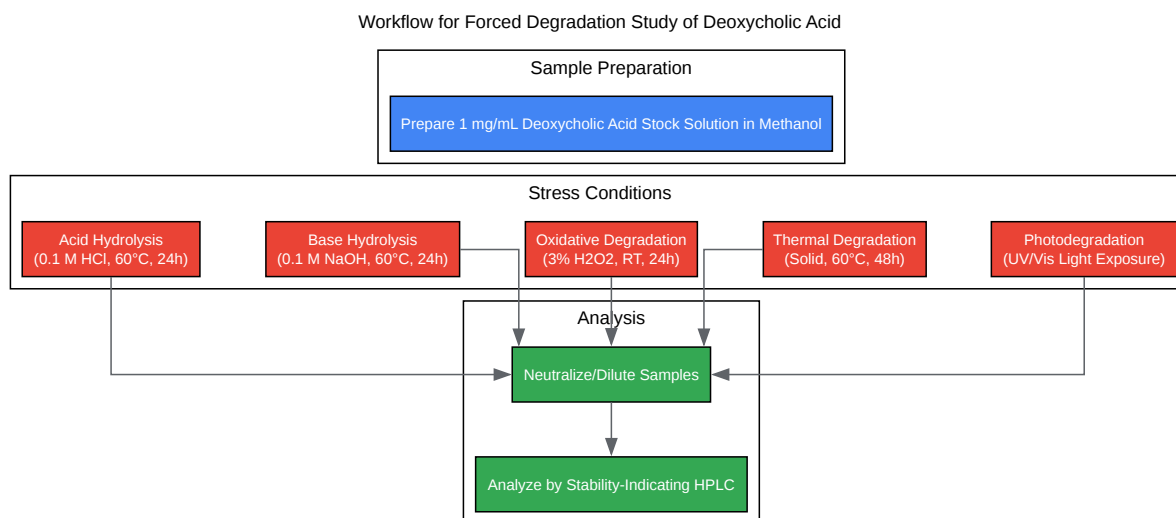 Workflow for Forced Degradation Study of Deoxycholic Acid
Sample Preparation
Prepare 1 mg/mL Deoxycholic Acid Stock Solution in Methanol
Stress Conditions
Acid Hydrolysis
(0.1 M HCl, 60°C, 24h)
Base Hydrolysis
(0.1 M NaOH, 60°C, 24h)
Oxidative Degradation
(3% H2O2, RT, 24h)
Thermal Degradation
(Solid, 60°C, 48h)
Photodegradation
(UV/Vis Light Exposure)
Analysis
Neutralize/Dilute Samples
Analyze by Stability-Indicating HPLC